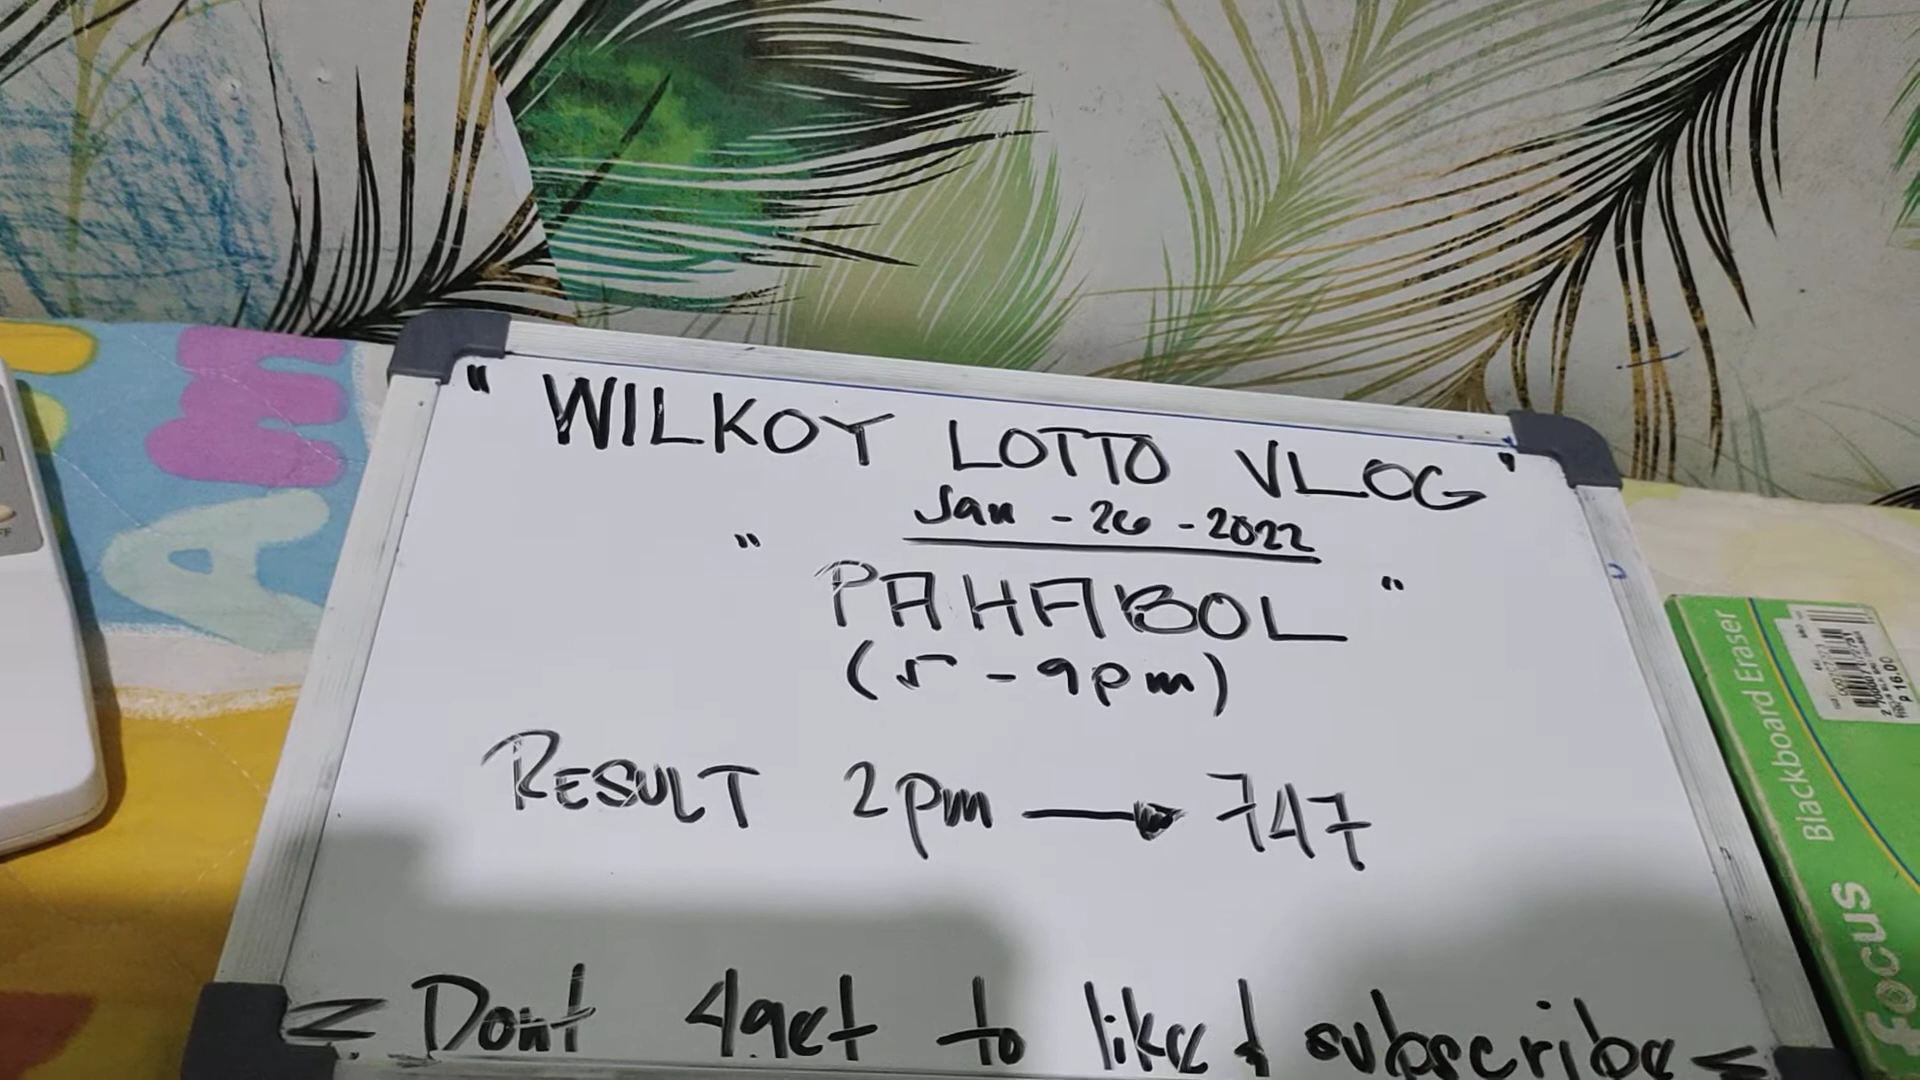 " WILKOY LOTTO VLOG "
Jan - 26 - 2022
" PAHABOL "
(5 - 9pm)
RESULT 2pm → 747
Dont 4get to like & subscribe
Blackboard Eraser
focus
₱ 16.00